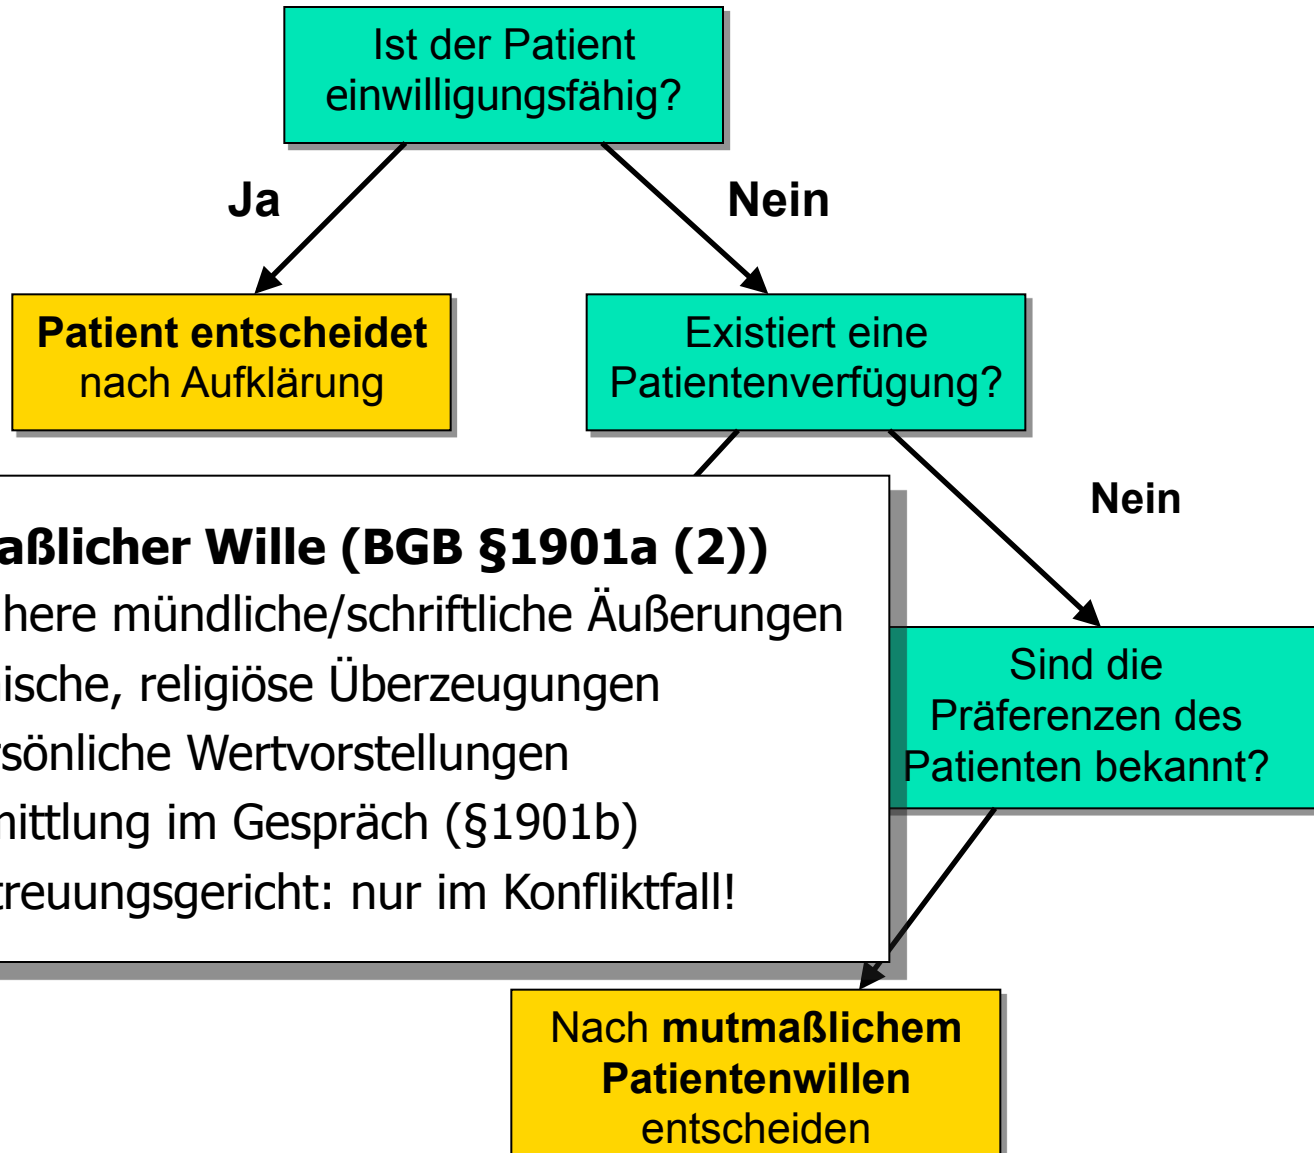 Ist der Patient
einwilligungsfähig?
Ja
Nein
Patient entscheidet
nach Aufklärung
Existiert eine
Patientenverfügung?
Nein
aßlicher Wille (BGB §1901a (2))
here mündliche/schriftliche Äußerungen
ische, religiöse Überzeugungen
rsönliche Wertvorstellungen
mittlung im Gespräch (§1901b)
treuungsgericht: nur im Konfliktfall!
Sind die
Präferenzen des
Patienten bekannt?
Nach mutmaßlichem
Patientenwillen
entscheiden